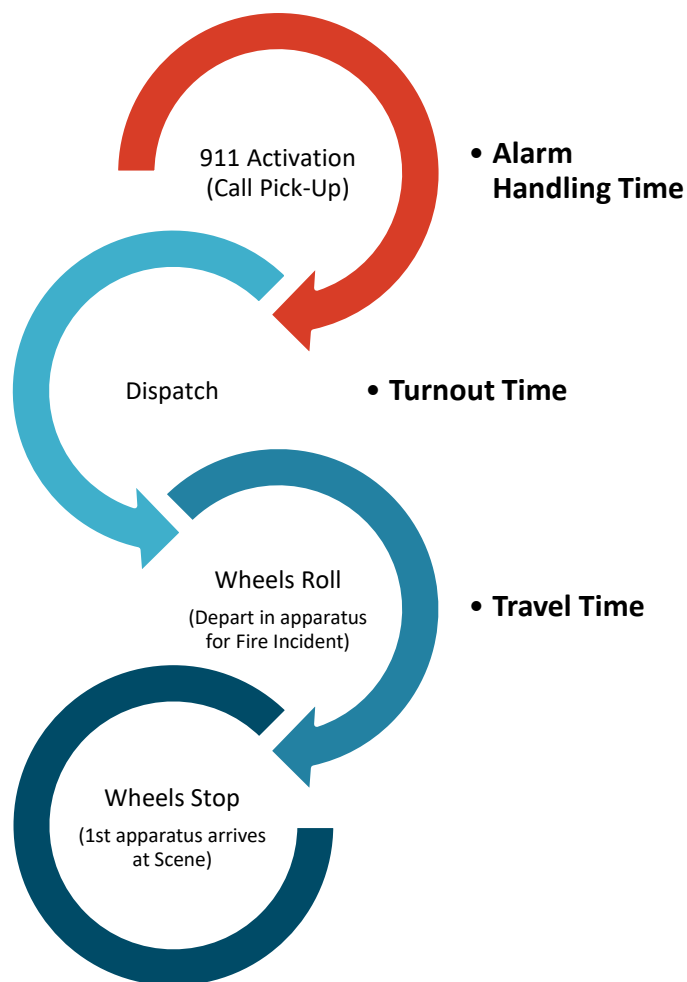 911 Activation
(Call Pick-Up)
• Alarm
Handling Time
Dispatch
• Turnout Time
Wheels Roll
(Depart in apparatus
for Fire Incident)
• Travel Time
Wheels Stop
(1st apparatus arrives
at Scene)